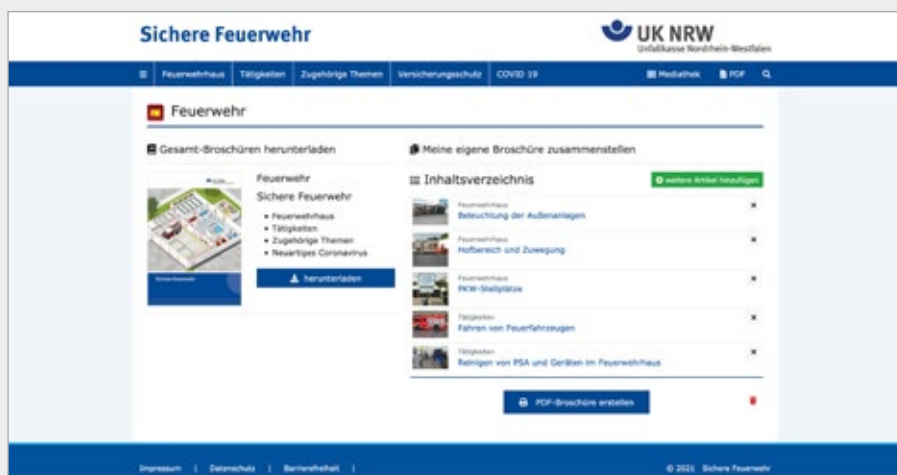 Sichere Feuerwehr
UK NRW
Unfallkasse Nordrhein-Westfalen
Feuerwehrhaus
Tätigkeiten
Zugehörige Themen
Versicherungsschutz
COVID 19
Mediathek
PDF
Feuerwehr
Gesamt-Broschüren herunterladen
Feuerwehr
Sichere Feuerwehr
• Feuerwehrhaus
• Tätigkeiten
• Zugehörige Themen
• Neuartiges Coronavirus
herunterladen
Meine eigene Broschüre zusammenstellen
Inhaltsverzeichnis
weitere Artikel hinzufügen
Feuerwehrhaus
Beleuchtung der Außenanlagen
Feuerwehrhaus
Hofbereich und Zuwegung
Feuerwehrhaus
PKW-Stellplätze
Tätigkeiten
Fahren von Feuerfahrzeugen
Tätigkeiten
Reinigen von PSA und Geräten im Feuerwehrhaus
PDF-Broschüre erstellen
Impressum | Datenschutz | Barrierefreiheit |
© 2021 Sichere Feuerwehr